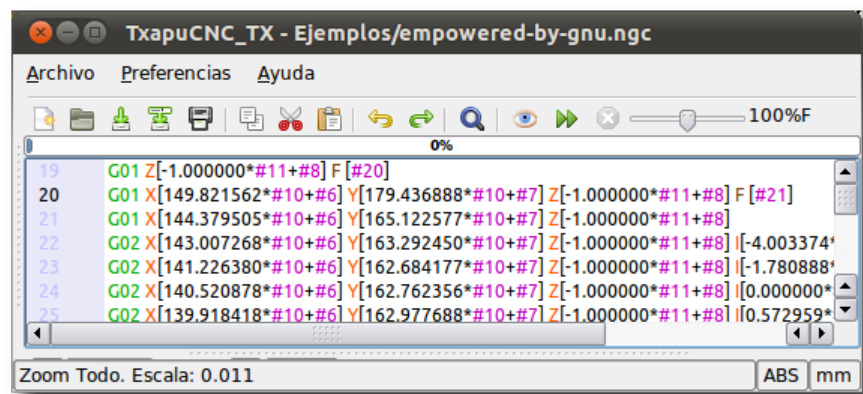 TxapuCNC_TX - Ejemplos/empowered-by-gnu.ngc
Archivo Preferencias Ayuda
100%F
0%
19 G01 Z[-1.000000*#11+#8] F [#20]
20 G01 X[149.821562*#10+#6] Y[179.436888*#10+#7] Z[-1.000000*#11+#8] F [#21]
21 G01 X[144.379505*#10+#6] Y[165.122577*#10+#7] Z[-1.000000*#11+#8]
22 G02 X[143.007268*#10+#6] Y[163.292450*#10+#7] Z[-1.000000*#11+#8] I[-4.003374*
23 G02 X[141.226380*#10+#6] Y[162.684177*#10+#7] Z[-1.000000*#11+#8] I[-1.780888*
24 G02 X[140.520878*#10+#6] Y[162.762356*#10+#7] Z[-1.000000*#11+#8] I[0.000000*
25 G02 X[139.918418*#10+#6] Y[162.977688*#10+#7] Z[-1.000000*#11+#8] I[0.572959*
Zoom Todo. Escala: 0.011 ABS mm